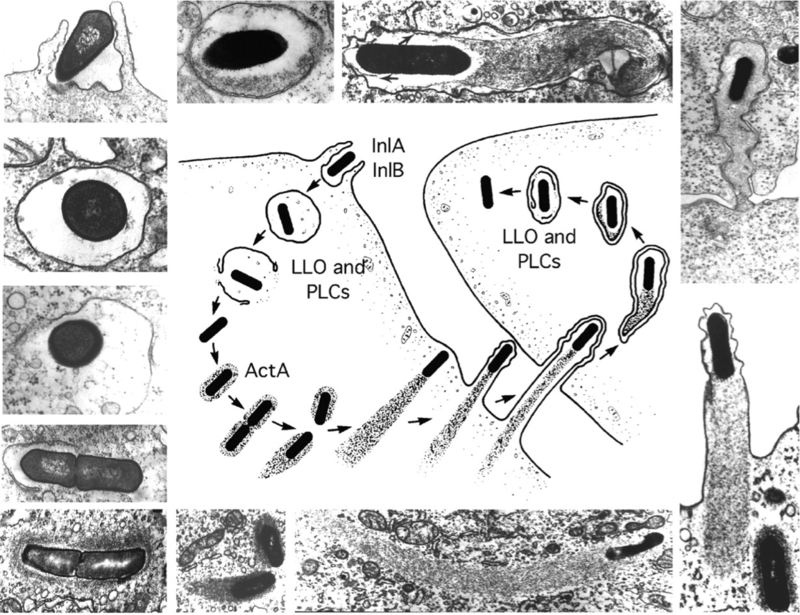 InlA
InlB
LLO and
PLCs
LLO and
PLCs
ActA